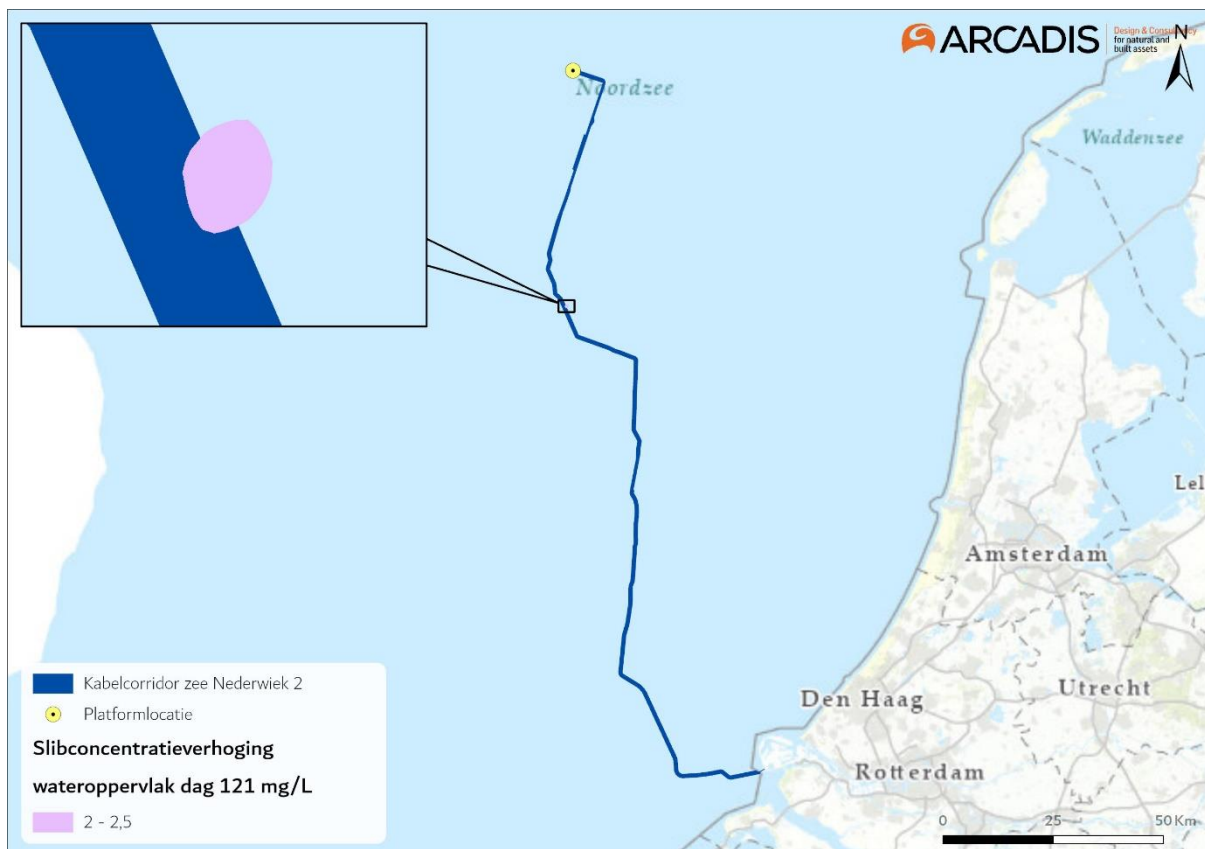 ARCADIS
Design & Consultancy
for natural and
built assets
N
Noordzee
Waddenzee
Lel
Amsterdam
Den Haag
Utrecht
Rotterdam
Kabelcorridor zee Nederwiek 2
Platformlocatie
Slibconcentratieverhoging
wateroppervlak dag 121 mg/L
2 - 2,5
0 25 50 Km